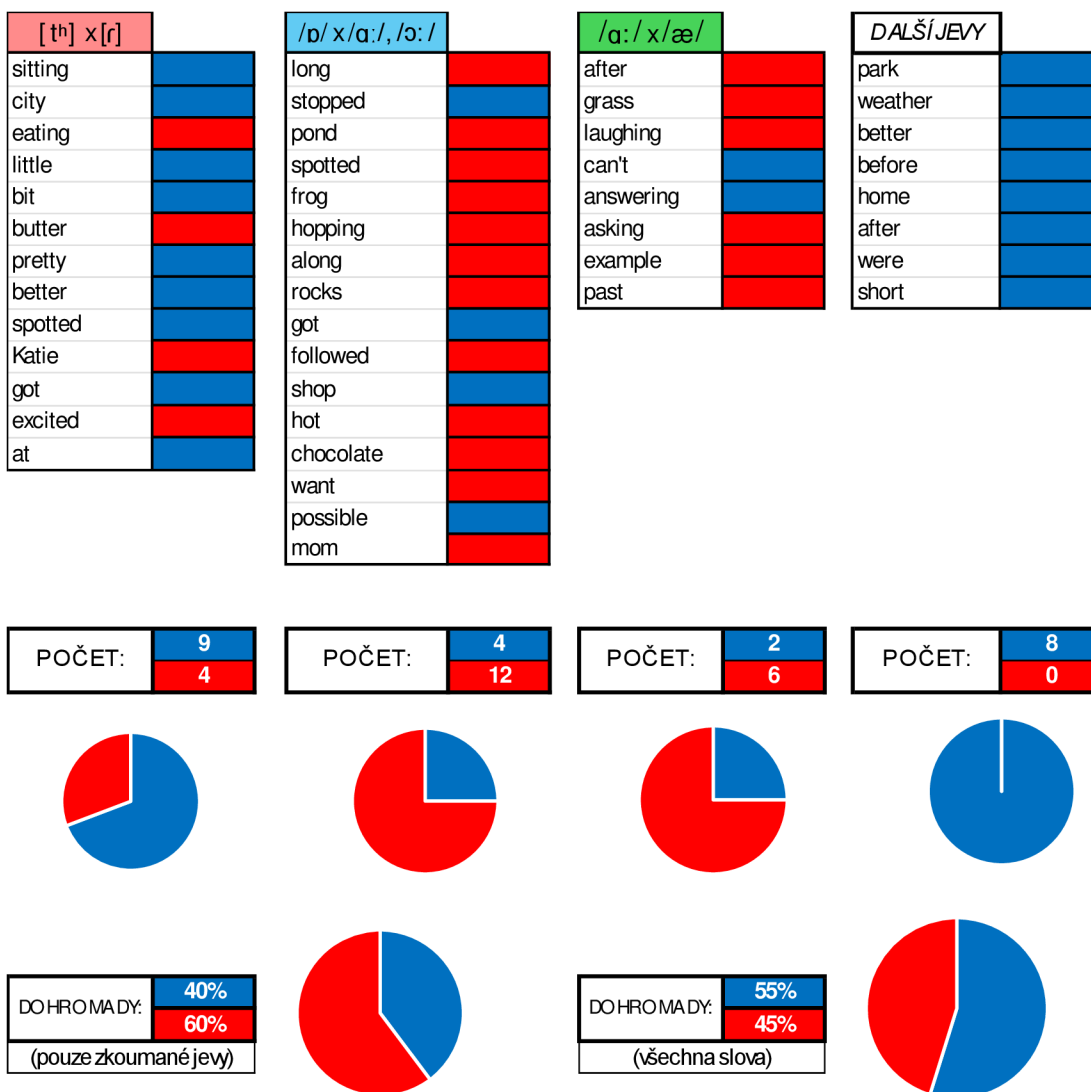 [tʰ] x [ɾ]
sitting
city
eating
little
bit
butter
pretty
better
spotted
Katie
got
excited
at
/ɒ/ x /ɑː/, /ɔː/
long
stopped
pond
spotted
frog
hopping
along
rocks
got
followed
shop
hot
chocolate
want
possible
mom
/ɑː/ x /æ/
after
grass
laughing
can't
answering
asking
example
past
DALŠÍ JEVY
park
weather
better
before
home
after
were
short
POČET:
9
4
POČET:
4
12
POČET:
2
6
POČET:
8
0
DOHROMADY:
40%
60%
(pouze zkoumané jevy)
DOHROMADY:
55%
45%
(všechna slova)